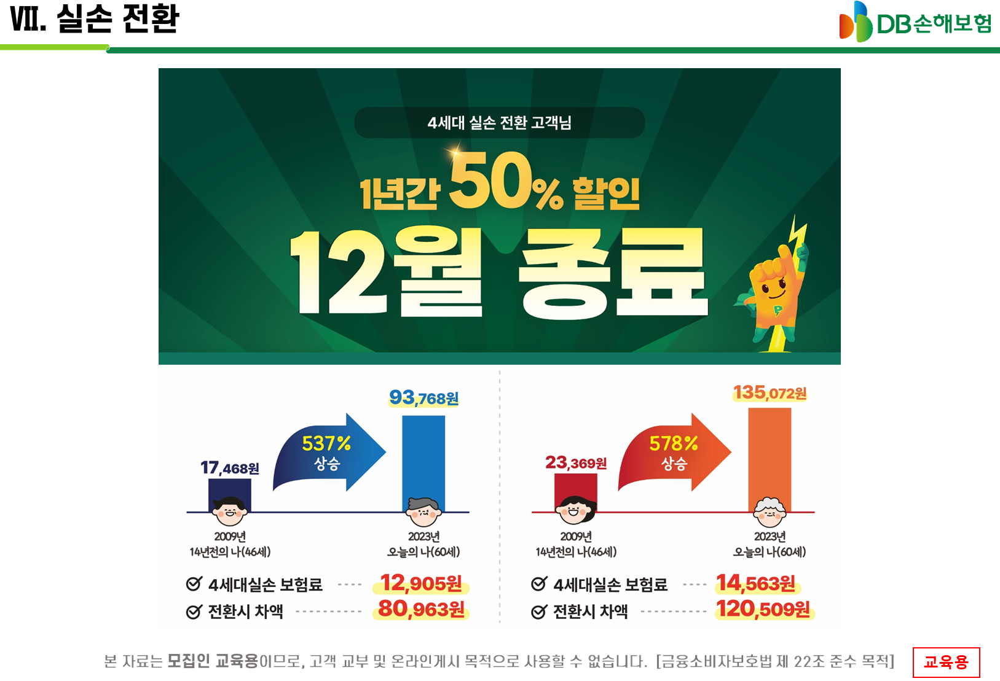 Ⅶ. 실손 전환
DB손해보험
4세대 실손 전환 고객님
1년간 50% 할인
12월 종료
P
93,768원
537%
상승
17,468원
2009년
14년전의 나(46세)
2023년
오늘의 나(60세)
4세대실손 보험료 ---- 12,905원
전환시 차액 ---------- 80,963원
135,072원
578%
상승
23,369원
2009년
14년전의 나(46세)
2023년
오늘의 나(60세)
4세대실손 보험료 ---- 14,563원
전환시 차액 ---------- 120,509원
본 자료는 모집인 교육용이므로, 고객 교부 및 온라인게시 목적으로 사용할 수 없습니다. [금융소비자보호법 제 22조 준수 목적]
교육용